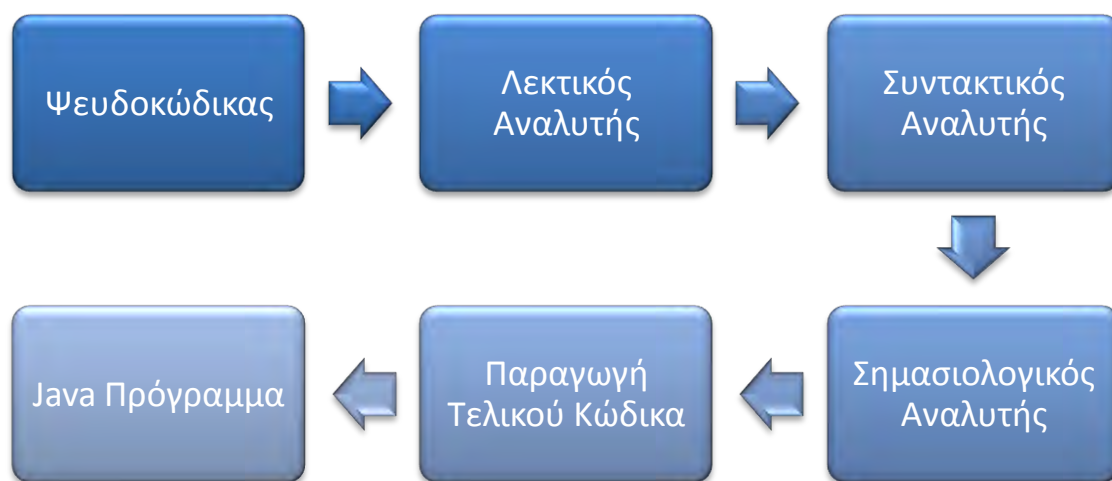 Ψευδοκώδικας
Λεκτικός
Αναλυτής
Συντακτικός
Αναλυτής
Java Πρόγραμμα
Παραγωγή
Τελικού Κώδικα
Σημασιολογικός
Αναλυτής